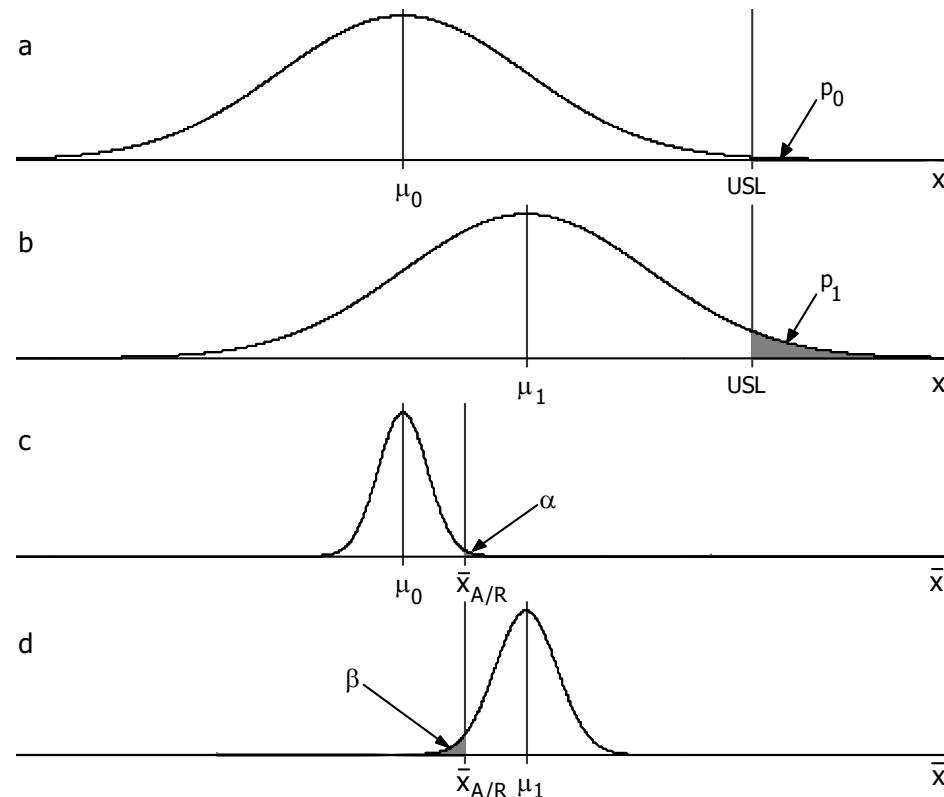 a
p₀
μ₀ USL x
b
p₁
μ₁ USL x
c
α
μ₀ x̄A/R x̄
d
β
x̄A/R μ₁ x̄